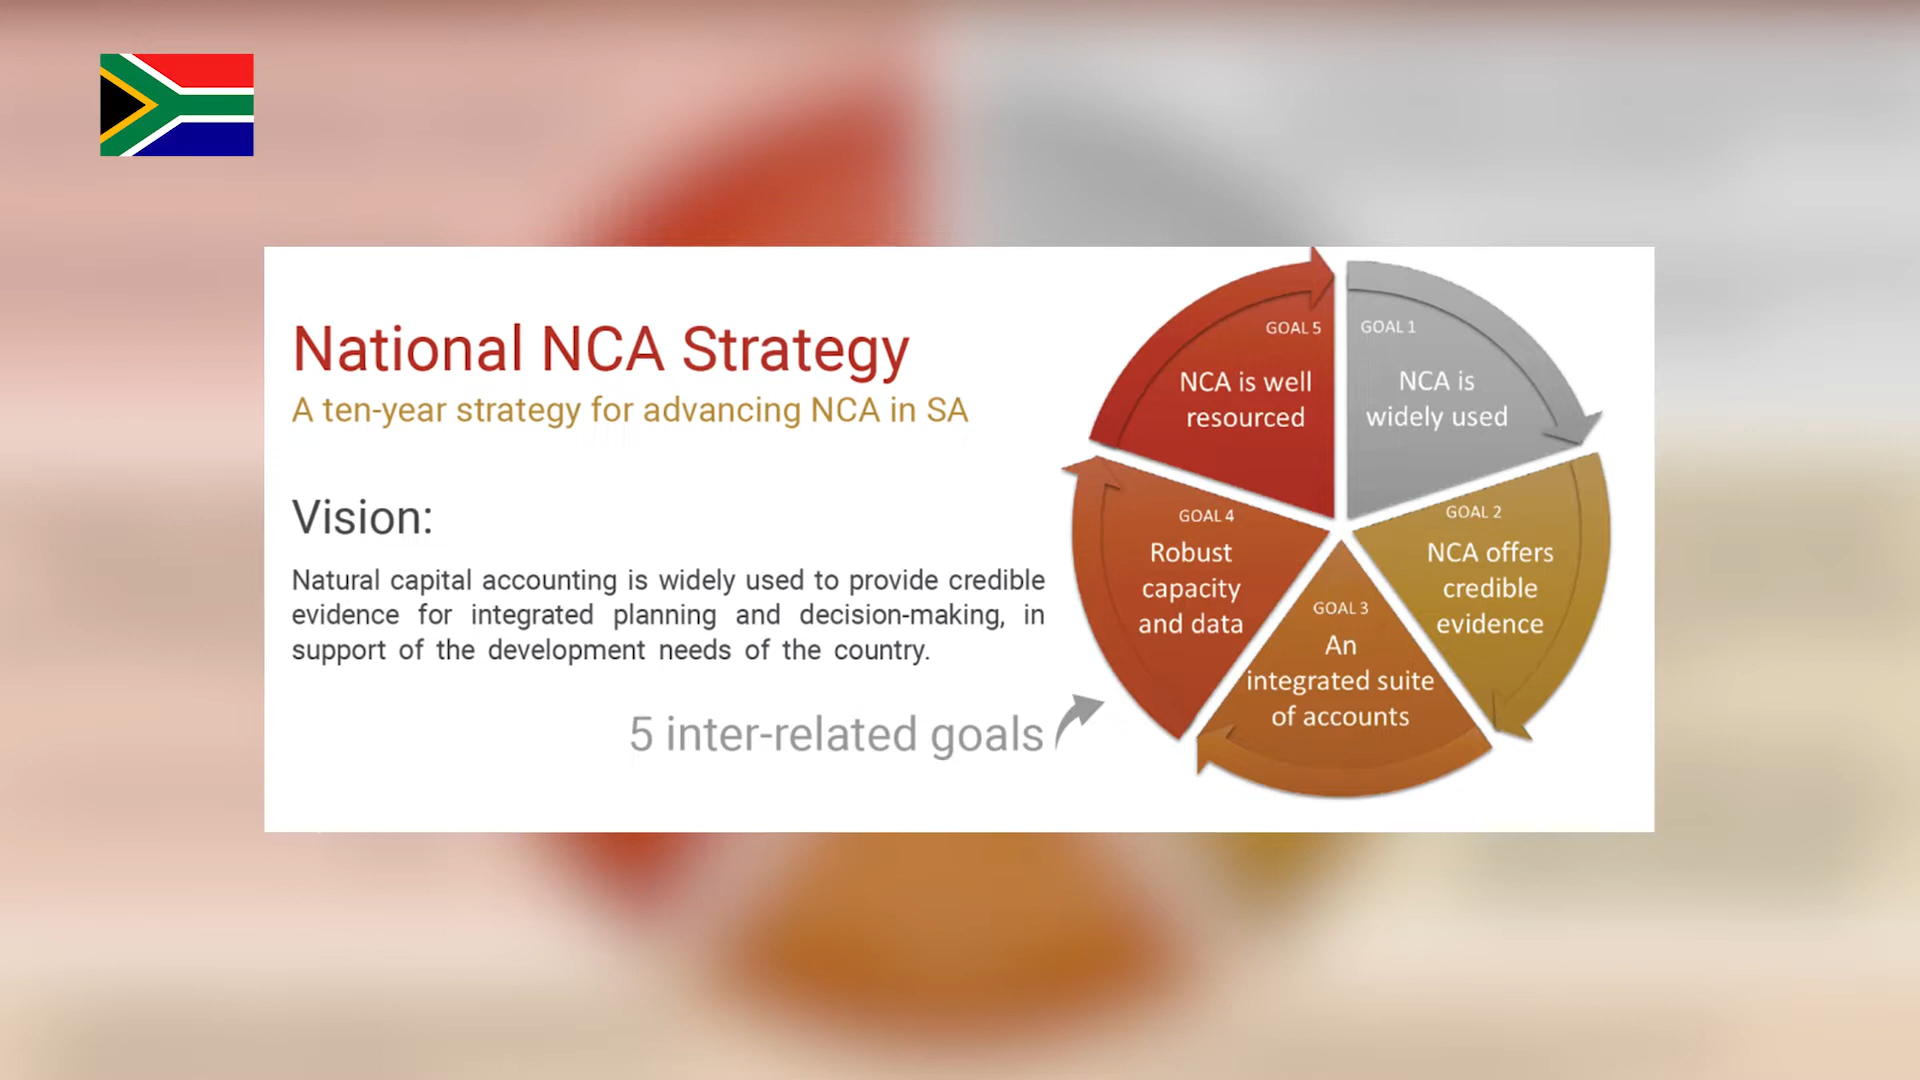 National NCA Strategy
A ten-year strategy for advancing NCA in SA
Vision:
Natural capital accounting is widely used to provide credible
evidence for integrated planning and decision-making, in
support of the development needs of the country.
5 inter-related goals
GOAL 1
NCA is
widely used
GOAL 2
NCA offers
credible
evidence
GOAL 3
An
integrated suite
of accounts
GOAL 4
Robust
capacity
and data
GOAL 5
NCA is well
resourced